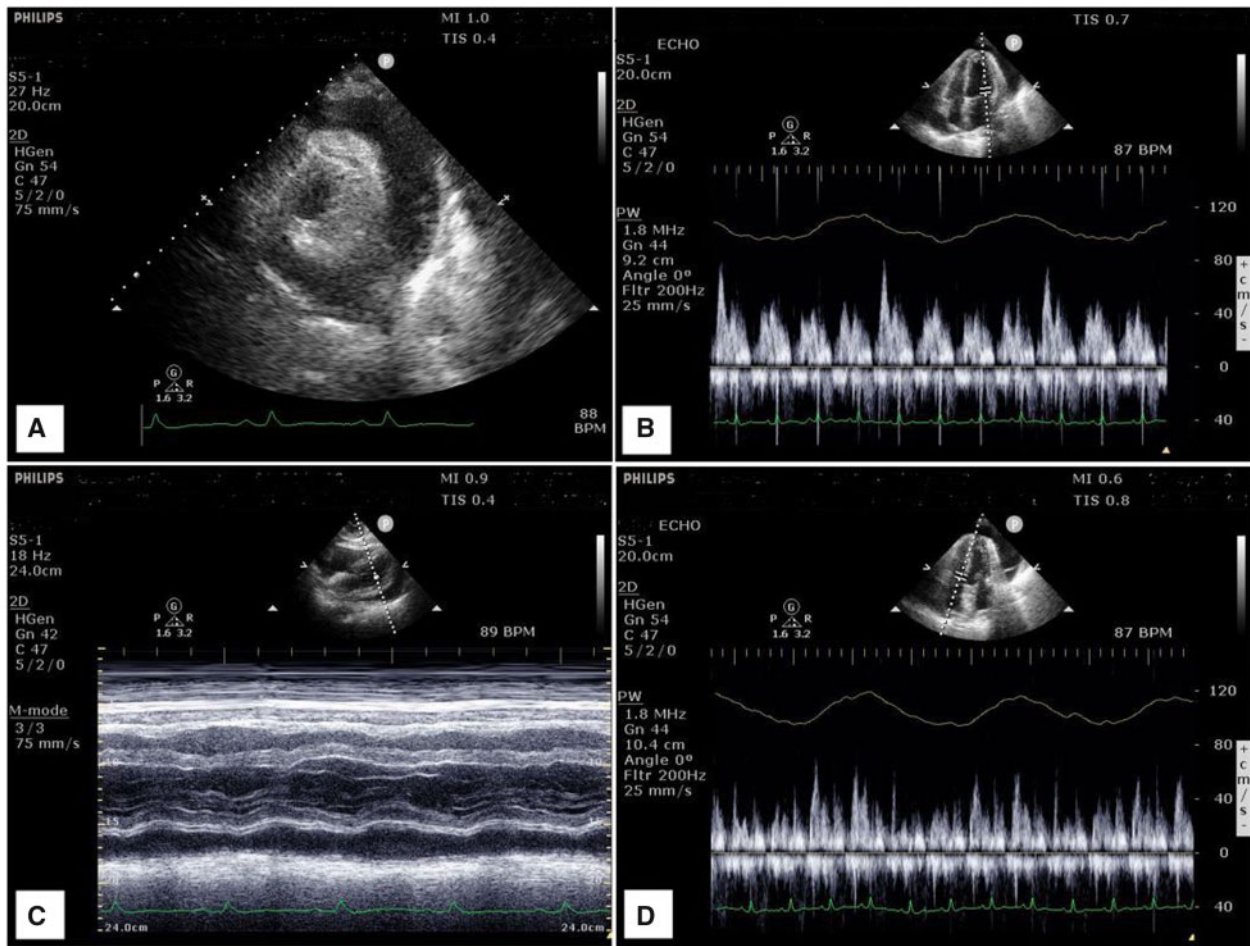 PHILIPS
MI 1.0
TIS 0.4
P
S5-1
27 Hz
20.0cm
2D
HGen
Gn 54
C 47
5/2/0
75 mm/s
G
P R
1.6 3.2
88
BPM
A
TIS 0.7
ECHO
P
S5-1
20.0cm
2D
HGen
Gn 54
C 47
5/2/0
G
P R
1.6 3.2
87 BPM
PW
1.8 MHz
Gn 44
9.2 cm
Angle 0°
Fltr 200Hz
25 mm/s
120
80
+
cm/s
-
40
0
40
B
PHILIPS
MI 0.9
TIS 0.4
P
S5-1
18 Hz
24.0cm
2D
HGen
Gn 42
C 47
5/2/0
G
P R
1.6 3.2
89 BPM
M-mode
3/3
75 mm/s
10
15
24.0cm
24.0cm
C
PHILIPS
MI 0.6
TIS 0.8
ECHO
P
S5-1
20.0cm
2D
HGen
Gn 54
C 47
5/2/0
G
P R
1.6 3.2
87 BPM
PW
1.8 MHz
Gn 44
10.4 cm
Angle 0°
Fltr 200Hz
25 mm/s
120
80
+
cm/s
-
40
0
40
D